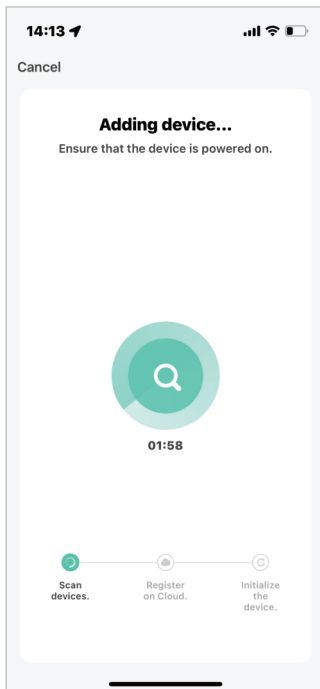 14:13
Cancel
Adding device...
Ensure that the device is powered on.
01:58
Scan
devices.
Register
on Cloud.
Initialize
the
device.